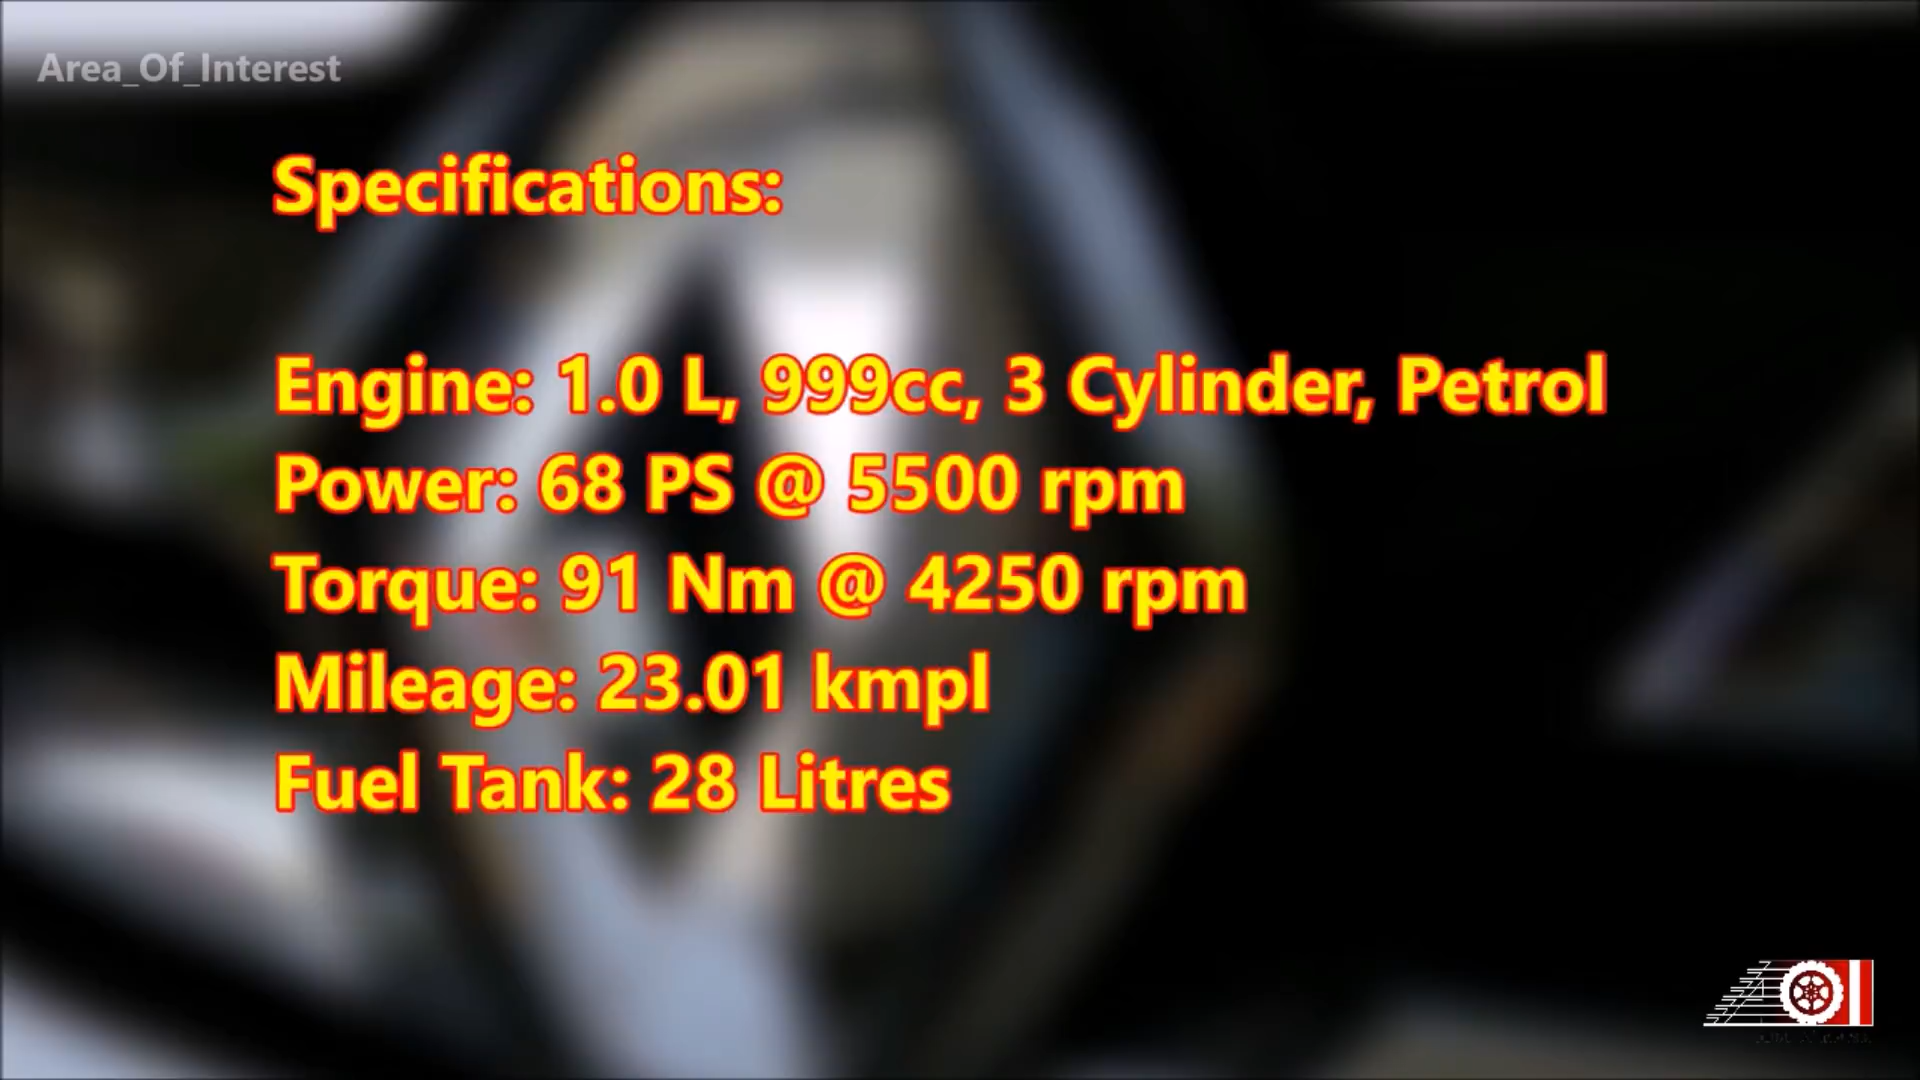 Area_Of_Interest
Specifications:
Engine: 1.0 L, 999cc, 3 Cylinder, Petrol
Power: 68 PS @ 5500 rpm
Torque: 91 Nm @ 4250 rpm
Mileage: 23.01 kmpl
Fuel Tank: 28 Litres